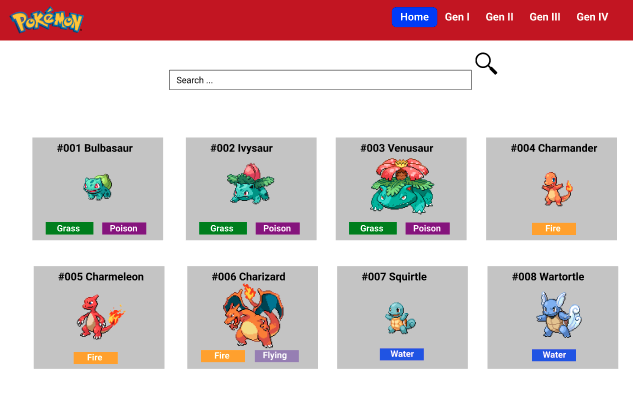 Pokémon
Home Gen I Gen II Gen III Gen IV
Search ...
#001 Bulbasaur
Grass Poison
#002 Ivysaur
Grass Poison
#003 Venusaur
Grass Poison
#004 Charmander
Fire
#005 Charmeleon
Fire
#006 Charizard
Fire Flying
#007 Squirtle
Water
#008 Wartortle
Water